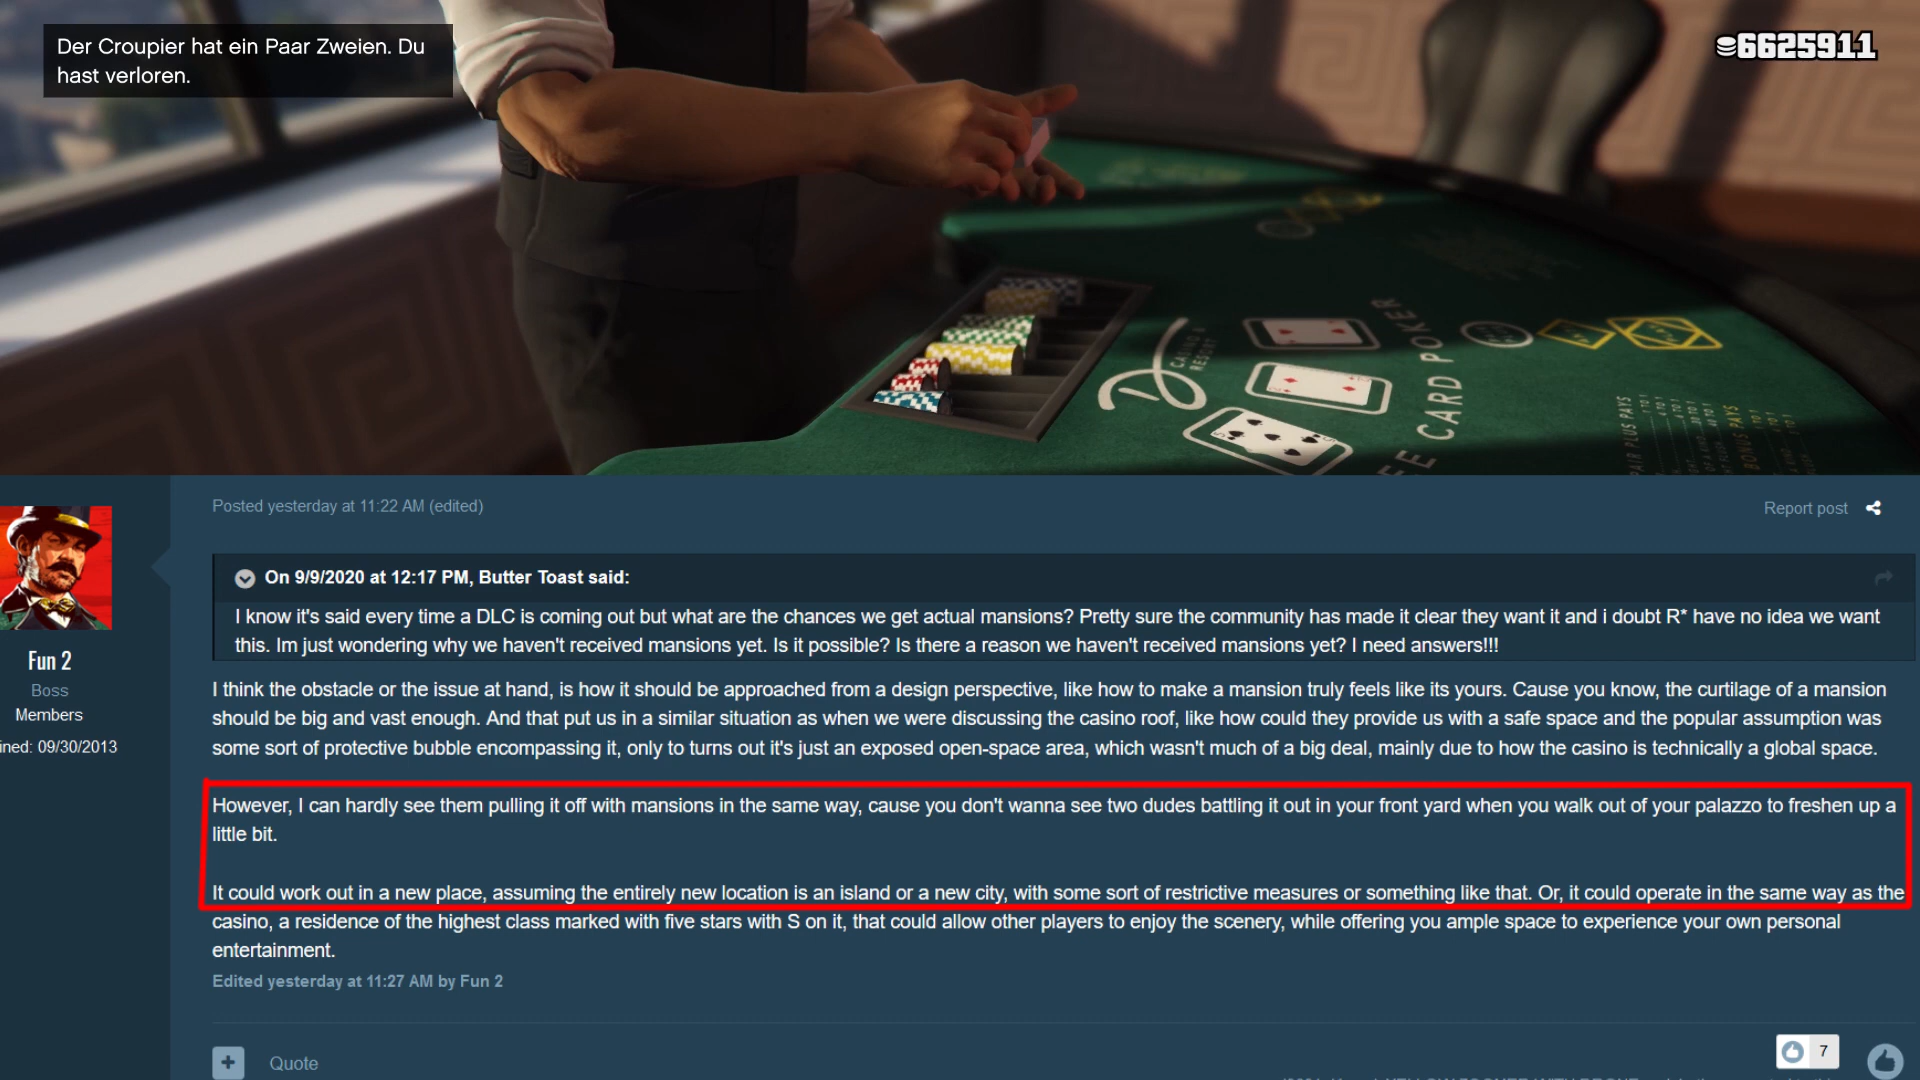 Der Croupier hat ein Paar Zweien. Du
hast verloren.
6625911
CASINO &
RESORT
CARD POKER
PAIR PLUS PAYS
BONUS PAYS
Posted yesterday at 11:22 AM (edited)
Report post
On 9/9/2020 at 12:17 PM, Butter Toast said:
I know it's said every time a DLC is coming out but what are the chances we get actual mansions? Pretty sure the community has made it clear they want it and i doubt R* have no idea we want
this. Im just wondering why we haven't received mansions yet. Is it possible? Is there a reason we haven't received mansions yet? I need answers!!!
Fun 2
Boss
Members
ined: 09/30/2013
I think the obstacle or the issue at hand, is how it should be approached from a design perspective, like how to make a mansion truly feels like its yours. Cause you know, the curtilage of a mansion
should be big and vast enough. And that put us in a similar situation as when we were discussing the casino roof, like how could they provide us with a safe space and the popular assumption was
some sort of protective bubble encompassing it, only to turns out it's just an exposed open-space area, which wasn't much of a big deal, mainly due to how the casino is technically a global space.
However, I can hardly see them pulling it off with mansions in the same way, cause you don't wanna see two dudes battling it out in your front yard when you walk out of your palazzo to freshen up a
little bit.
It could work out in a new place, assuming the entirely new location is an island or a new city, with some sort of restrictive measures or something like that. Or, it could operate in the same way as the
casino, a residence of the highest class marked with five stars with S on it, that could allow other players to enjoy the scenery, while offering you ample space to experience your own personal
entertainment.
Edited yesterday at 11:27 AM by Fun 2
Quote
7